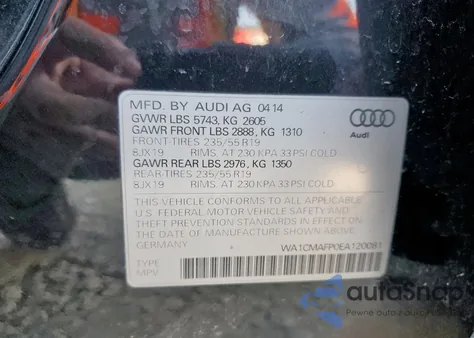 MFD. BY AUDI AG 04 14
GVWR LBS 5743, KG 2605
GAWR FRONT LBS 2888, KG 1310
FRONT-TIRES 235/55 R19
8JX19 RIMS, AT 230 KPA 33 PSI COLD
GAWR REAR LBS 2976, KG 1350
REAR-TIRES 235/55 R19
8JX19 RIMS, AT 230 KPA 33 PSI COLD
Audi
THIS VEHICLE CONFORMS TO ALL APPLICABLE
U.S. FEDERAL MOTOR VEHICLE SAFETY AND
THEFT PREVENTION STANDARDS IN EFFECT ON
THE DATE OF MANUFACTURE SHOWN ABOVE
GERMANY
WA1CMAFP0EA120081
TYPE
MPV
autoSnap
Pewne auto z